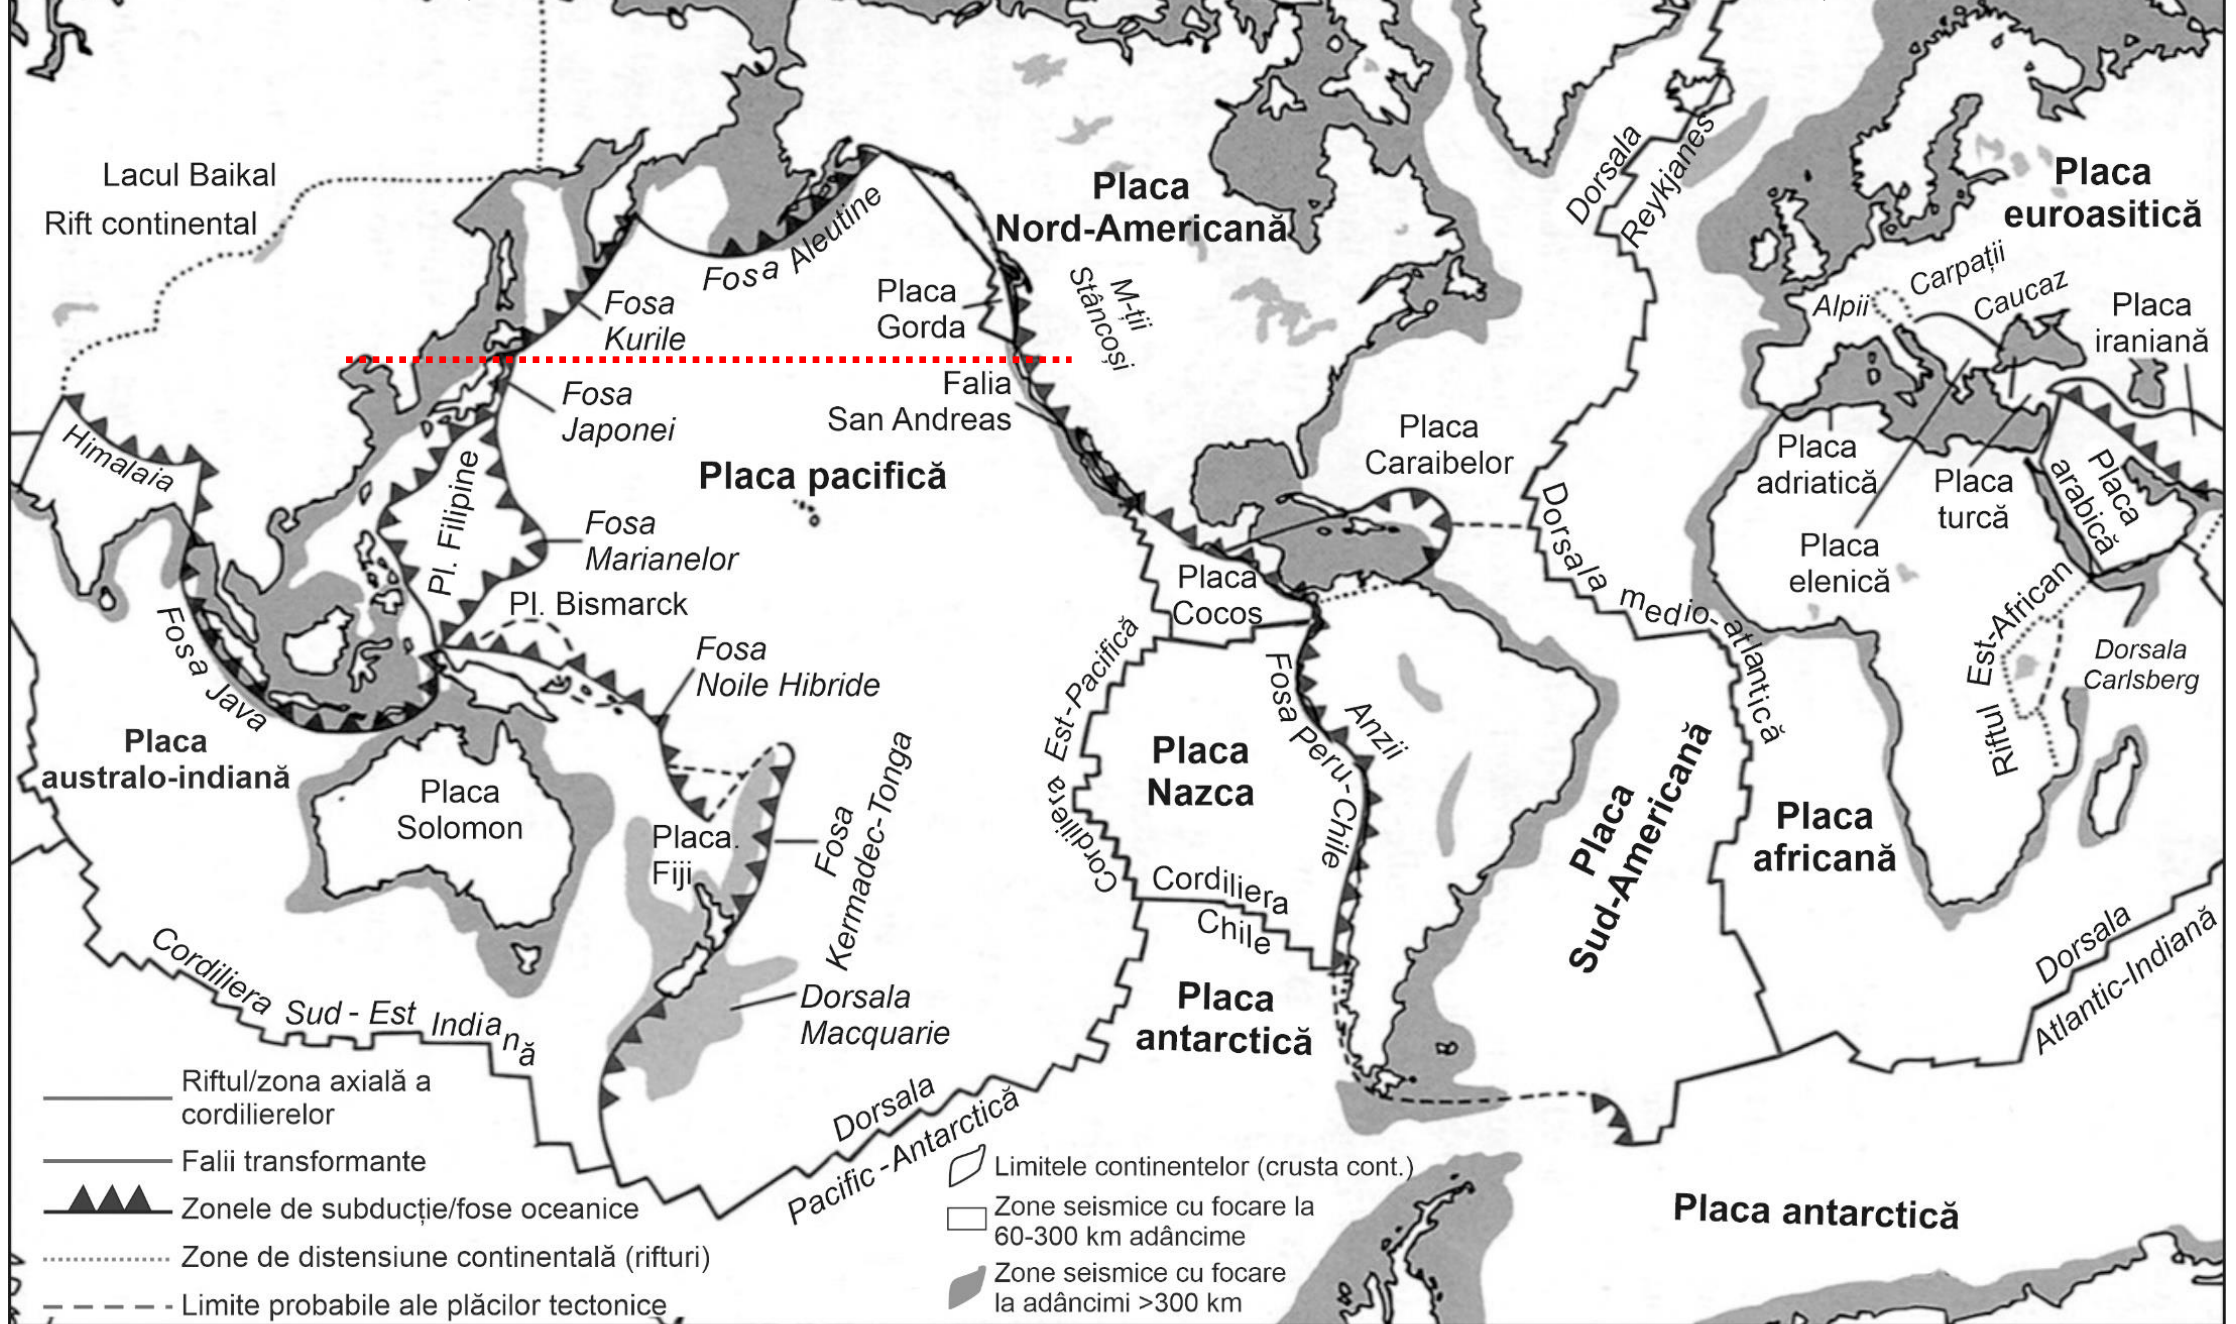 Lacul Baikal
Rift continental
Himalaia
Fosa Java
Placa
australo-indiană
Placa
Solomon
Cordiliera Sud - Est Indiană
Fosa
Kurile
Fosa Aleutine
Fosa
Japonei
Pl. Filipine
Fosa
Marianelor
Pl. Bismarck
Fosa
Noile Hibride
Placa.
Fiji
Fosa
Kermadec-Tonga
Dorsala
Macquarie
Placa pacifică
Placa
Gorda
Falia
San Andreas
Placa
Nord-Americană
M-ții
Stâncoși
Placa
Caraibelor
Placa
Cocos
Cordiliera Est-Pacifică
Placa
Nazca
Fosa Peru-Chile
Anzii
Cordiliera
Chile
Placa
antarctică
Dorsala
Pacific-Antarctică
Dorsala
Reykjanes
Dorsala medio-atlantică
Placa
Sud-Americană
Placa
euroasitică
Alpii
Carpații
Caucaz
Placa
iraniană
Placa
adriatică
Placa
turcă
Placa
elenică
Placa
arabică
Riftul Est-African
Dorsala
Carlsberg
Placa
africană
Dorsala
Atlantic-Indiană
Placa antarctică
Riftul/zona axială a
cordilierelor
Falii transformante
Zonele de subducție/fose oceanice
Zone de distensiune continentală (rifturi)
Limite probabile ale plăcilor tectonice
Limitele continentelor (crusta cont.)
Zone seismice cu focare la
60-300 km adâncime
Zone seismice cu focare
la adâncimi >300 km